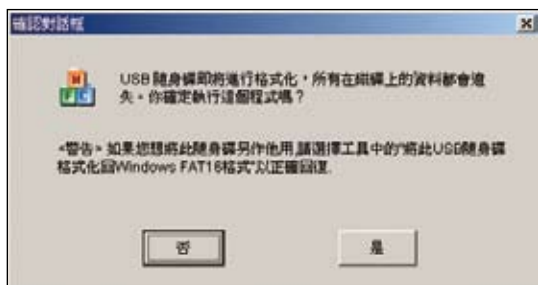 確認對話框
USB 隨身碟即將進行格式化，所有在磁碟上的資料都會遺
失。你確定執行這個程式嗎？
<警告> 如果您想將此隨身碟另作他用,請選擇工具中的"將此USB隨身碟
格式化回Windows FAT16格式"以正確回復.
否
是